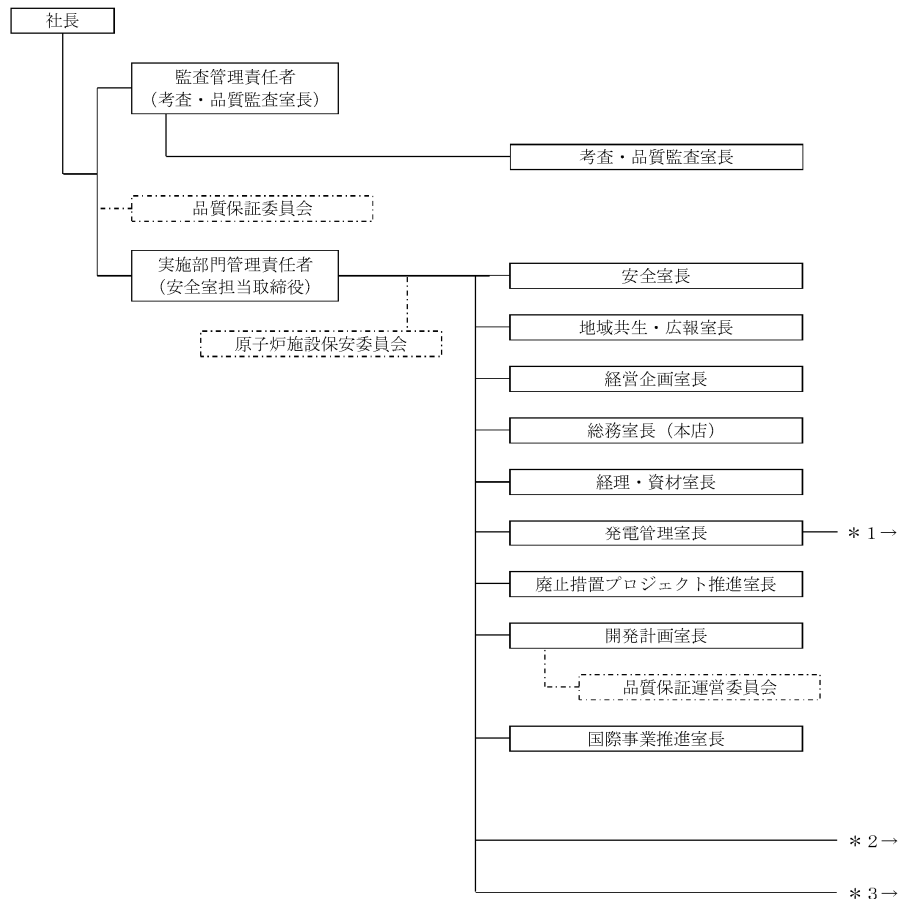 社長
監査管理責任者
（考査・品質監査室長）
考査・品質監査室長
品質保証委員会
実施部門管理責任者
（安全室担当取締役）
安全室長
地域共生・広報室長
原子炉施設保安委員会
経営企画室長
総務室長（本店）
経理・資材室長
発電管理室長
＊１→
廃止措置プロジェクト推進室長
開発計画室長
品質保証運営委員会
国際事業推進室長
＊２→
＊３→